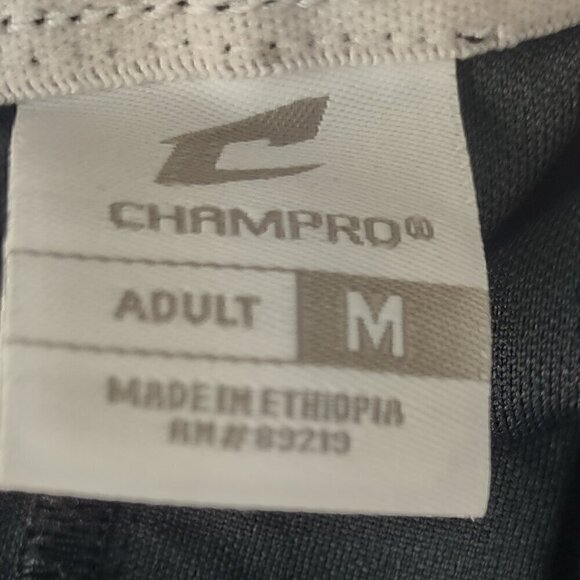 CHAMPRO®
ADULT M
MADE IN ETHIOPIA
RN# 89219